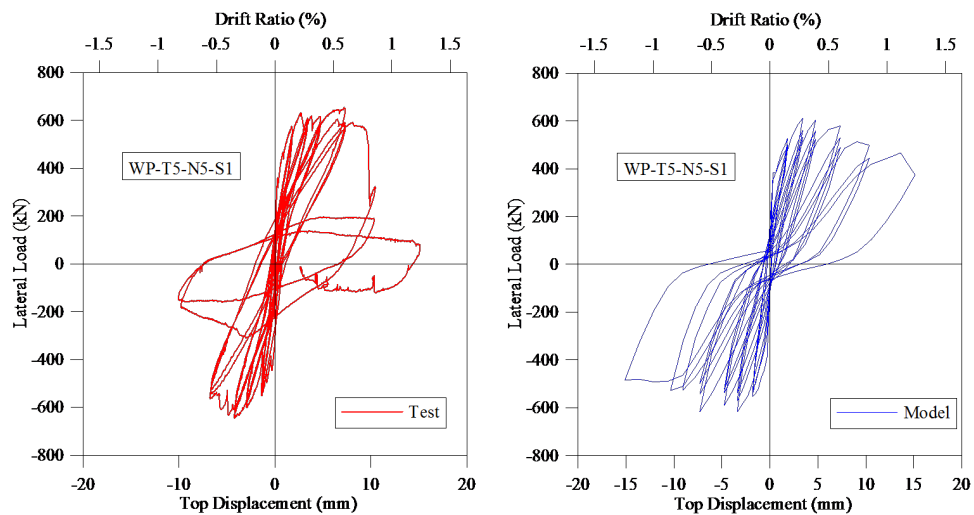 Drift Ratio (%)
-1.5 -1 -0.5 0 0.5 1 1.5
800
600
400
200
0
-200
-400
-600
-800
Lateral Load (kN)
WP-T5-N5-S1
Test
-20 -10 0 10 20
Top Displacement (mm)
Drift Ratio (%)
-1.5 -1 -0.5 0 0.5 1 1.5
800
600
400
200
0
-200
-400
-600
-800
Lateral Load (kN)
WP-T5-N5-S1
Model
-20 -15 -10 -5 0 5 10 15 20
Top Displacement (mm)